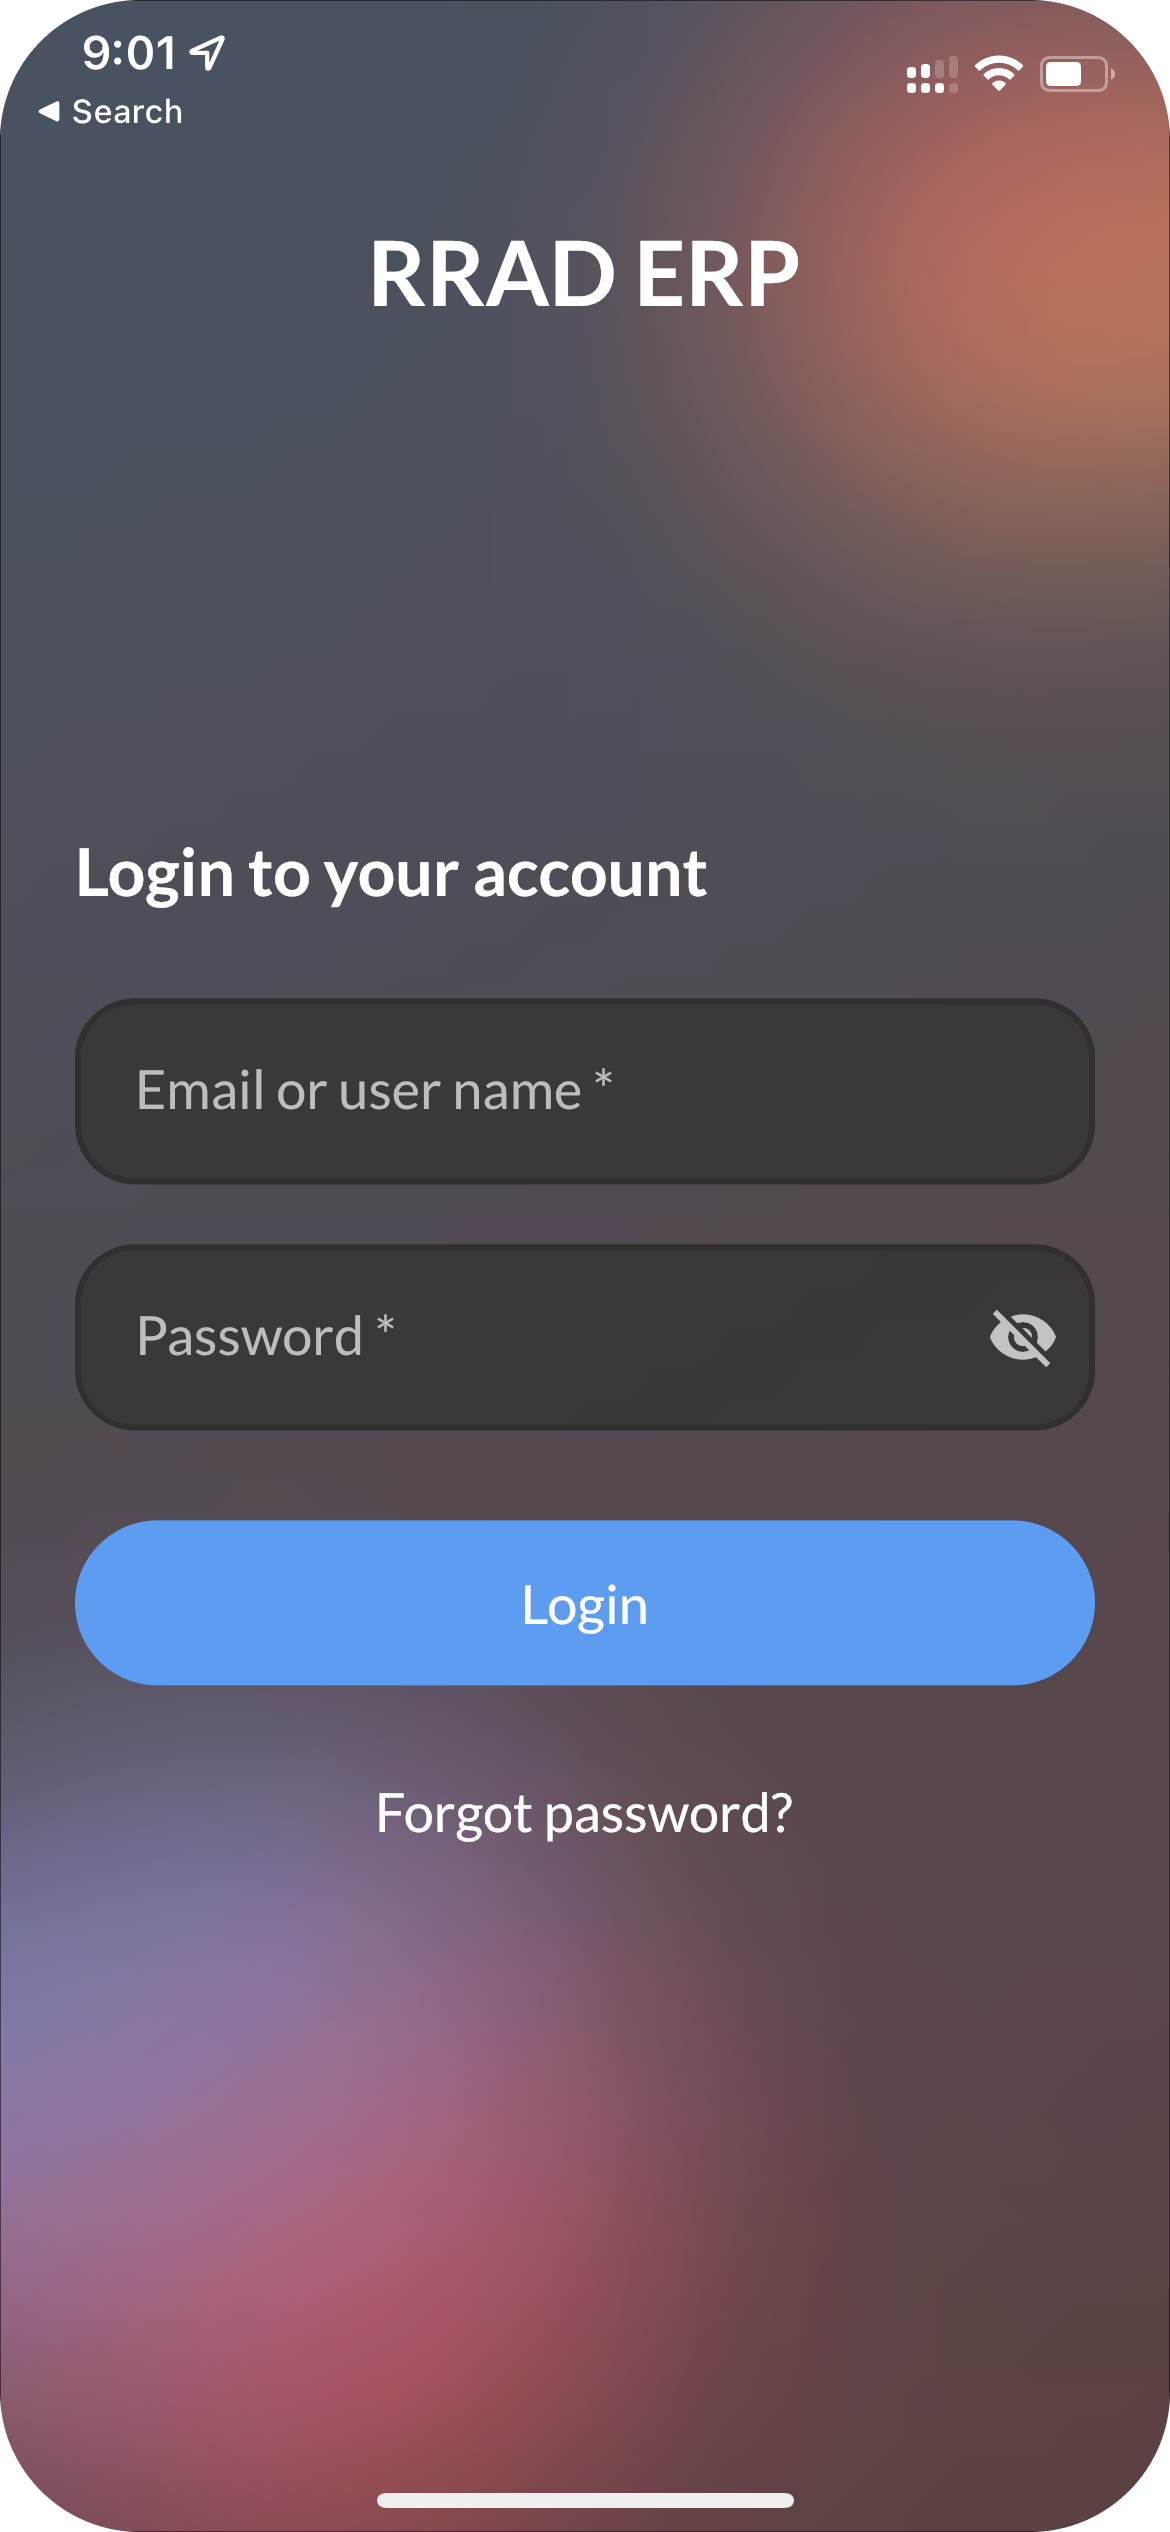 9:01
Search
RRAD ERP
Login to your account
Email or user name *
Password *
Login
Forgot password?